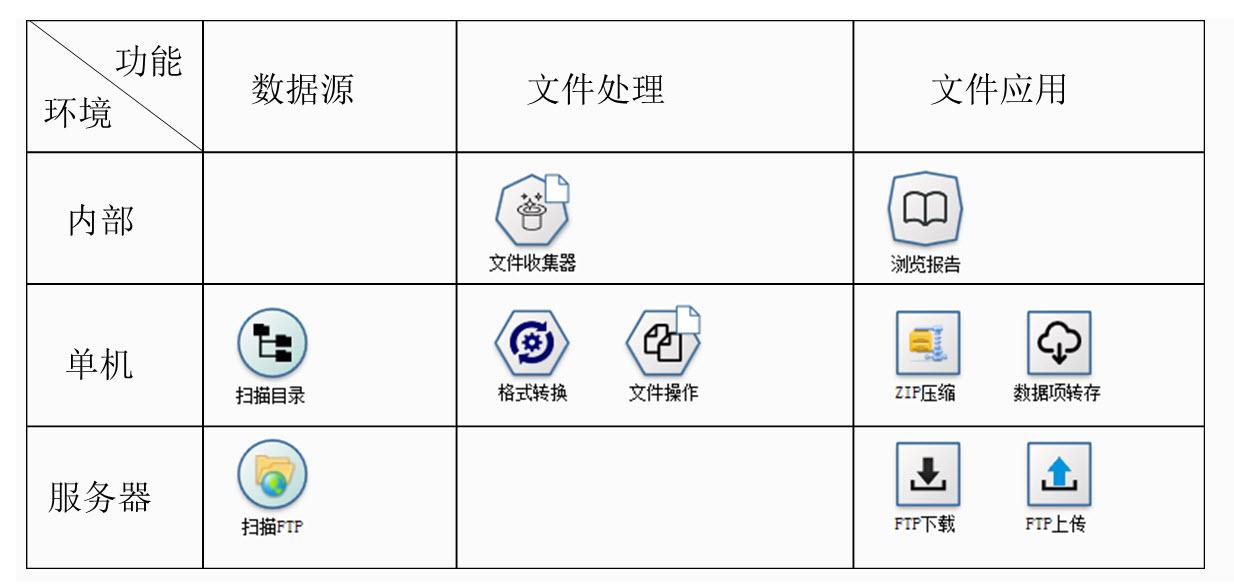 功能
环境
数据源
文件处理
文件应用
内部
文件收集器
浏览报告
单机
扫描目录
格式转换
文件操作
ZIP压缩
数据项转存
服务器
扫描FTP
FTP下载
FTP上传